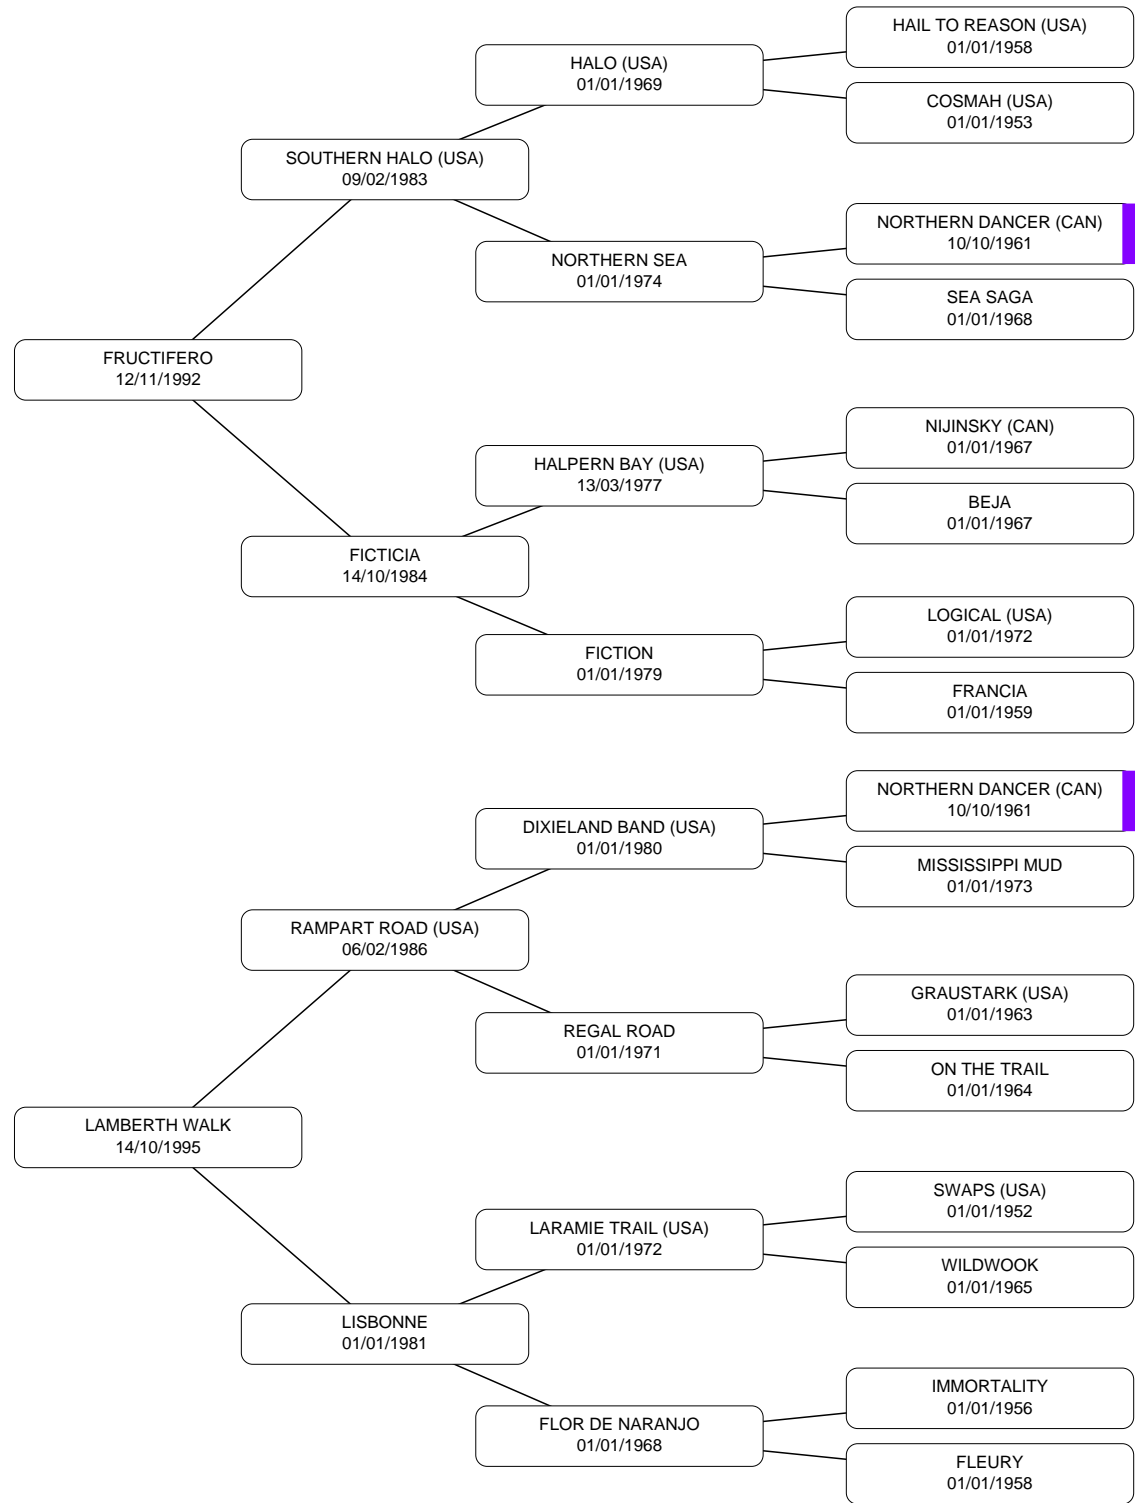 HAIL TO REASON (USA)
01/01/1958
HALO (USA)
01/01/1969
COSMAH (USA)
01/01/1953
SOUTHERN HALO (USA)
09/02/1983
NORTHERN DANCER (CAN)
10/10/1961
NORTHERN SEA
01/01/1974
SEA SAGA
01/01/1968
FRUCTIFERO
12/11/1992
NIJINSKY (CAN)
01/01/1967
HALPERN BAY (USA)
13/03/1977
BEJA
01/01/1967
FICTICIA
14/10/1984
LOGICAL (USA)
01/01/1972
FICTION
01/01/1979
FRANCIA
01/01/1959
NORTHERN DANCER (CAN)
10/10/1961
DIXIELAND BAND (USA)
01/01/1980
MISSISSIPPI MUD
01/01/1973
RAMPART ROAD (USA)
06/02/1986
GRAUSTARK (USA)
01/01/1963
REGAL ROAD
01/01/1971
ON THE TRAIL
01/01/1964
LAMBERTH WALK
14/10/1995
SWAPS (USA)
01/01/1952
LARAMIE TRAIL (USA)
01/01/1972
WILDWOOK
01/01/1965
LISBONNE
01/01/1981
IMMORTALITY
01/01/1956
FLOR DE NARANJO
01/01/1968
FLEURY
01/01/1958